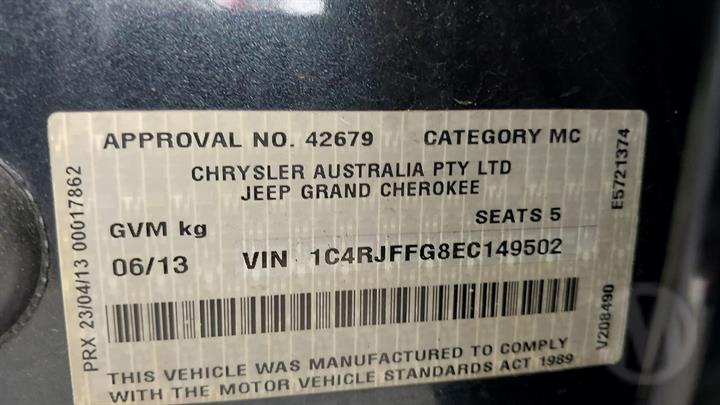 APPROVAL NO. 42679 CATEGORY MC
CHRYSLER AUSTRALIA PTY LTD
JEEP GRAND CHEROKEE
GVM kg SEATS 5
06/13 VIN 1C4RJFFG8EC149502
THIS VEHICLE WAS MANUFACTURED TO COMPLY
WITH THE MOTOR VEHICLE STANDARDS ACT 1989
PRX 23/04/13 00017862
E5721374
V208490
W